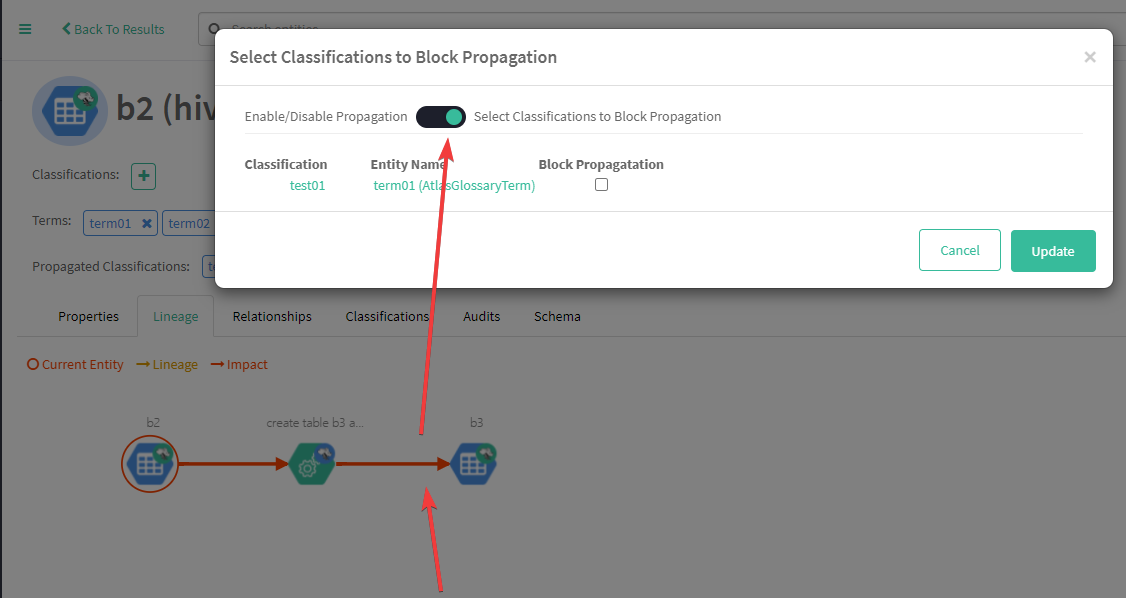 Back To Results
Search entities
Select Classifications to Block Propagation
×
b2 (hiv
Enable/Disable Propagation Select Classifications to Block Propagation
Classification Entity Name Block Propagatation
test01 term01 (AtlasGlossaryTerm)
Classifications: +
Terms: term01 × term02
Cancel Update
Propagated Classifications: te
Properties Lineage Relationships Classifications Audits Schema
Current Entity Lineage Impact
b2 create table b3 a... b3